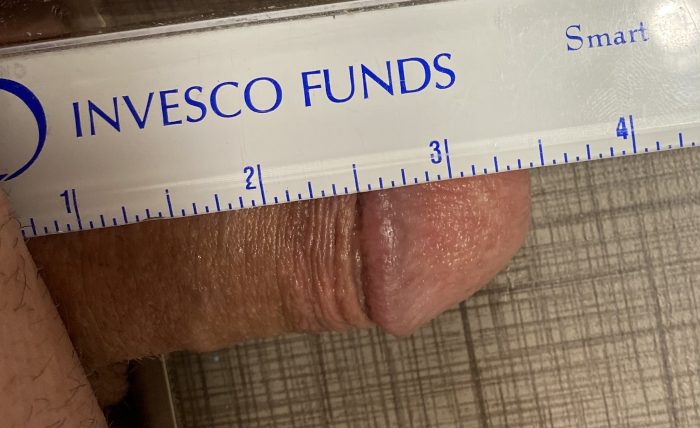 INVESCO FUNDS
Smart
1 2 3 4